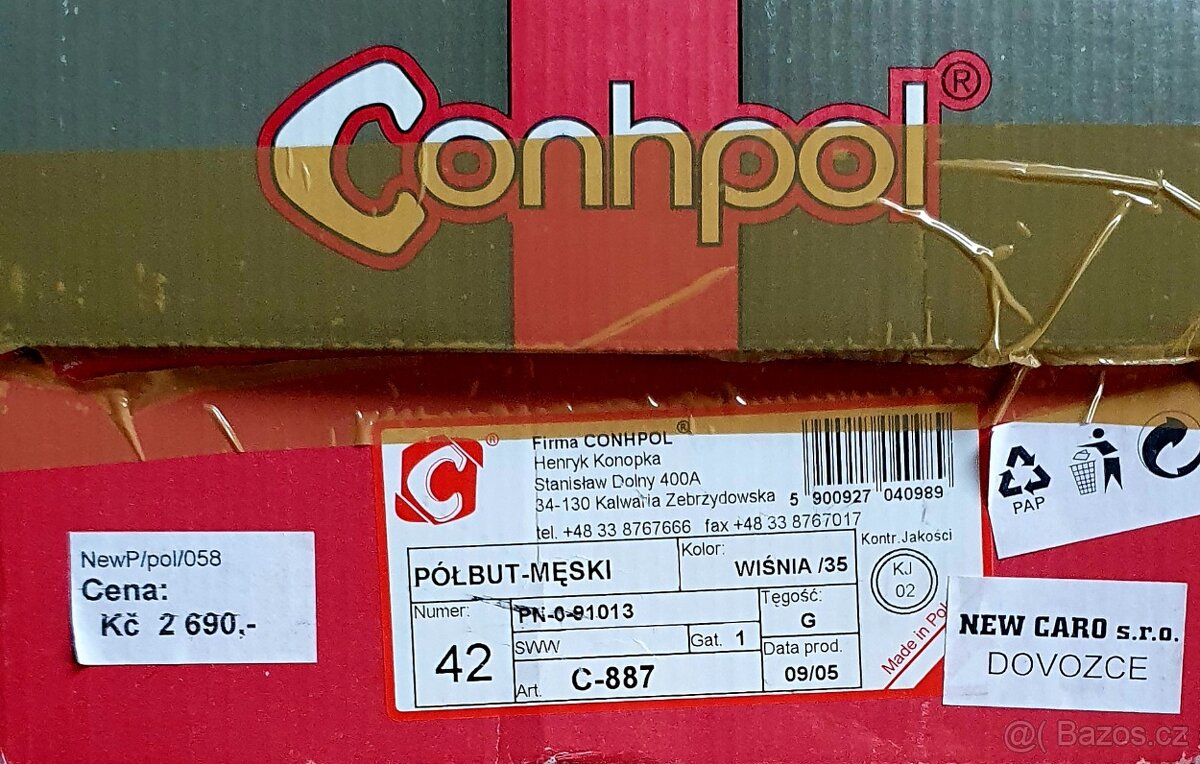 Conhpol®
®
C®
Firma CONHPOL
Henryk Konopka
Stanisław Dolny 400A
34-130 Kalwaria Zebrzydowska
tel. +48 33 8767666 fax +48 33 8767017
5 900927 040989
PAP
NewP/pol/058
Cena:
Kč 2 690,-
PÓŁBUT-MĘSKI
Kolor:
WIŚNIA /35
Numer:
42
PN-0-91013
SWW
Gat. 1
Art. C-887
Tęgość:
G
Data prod.
09/05
Kontr.Jakości
KJ
02
Made in Pol
NEW CARO s.r.o.
DOVOZCE
@( Bazos.cz